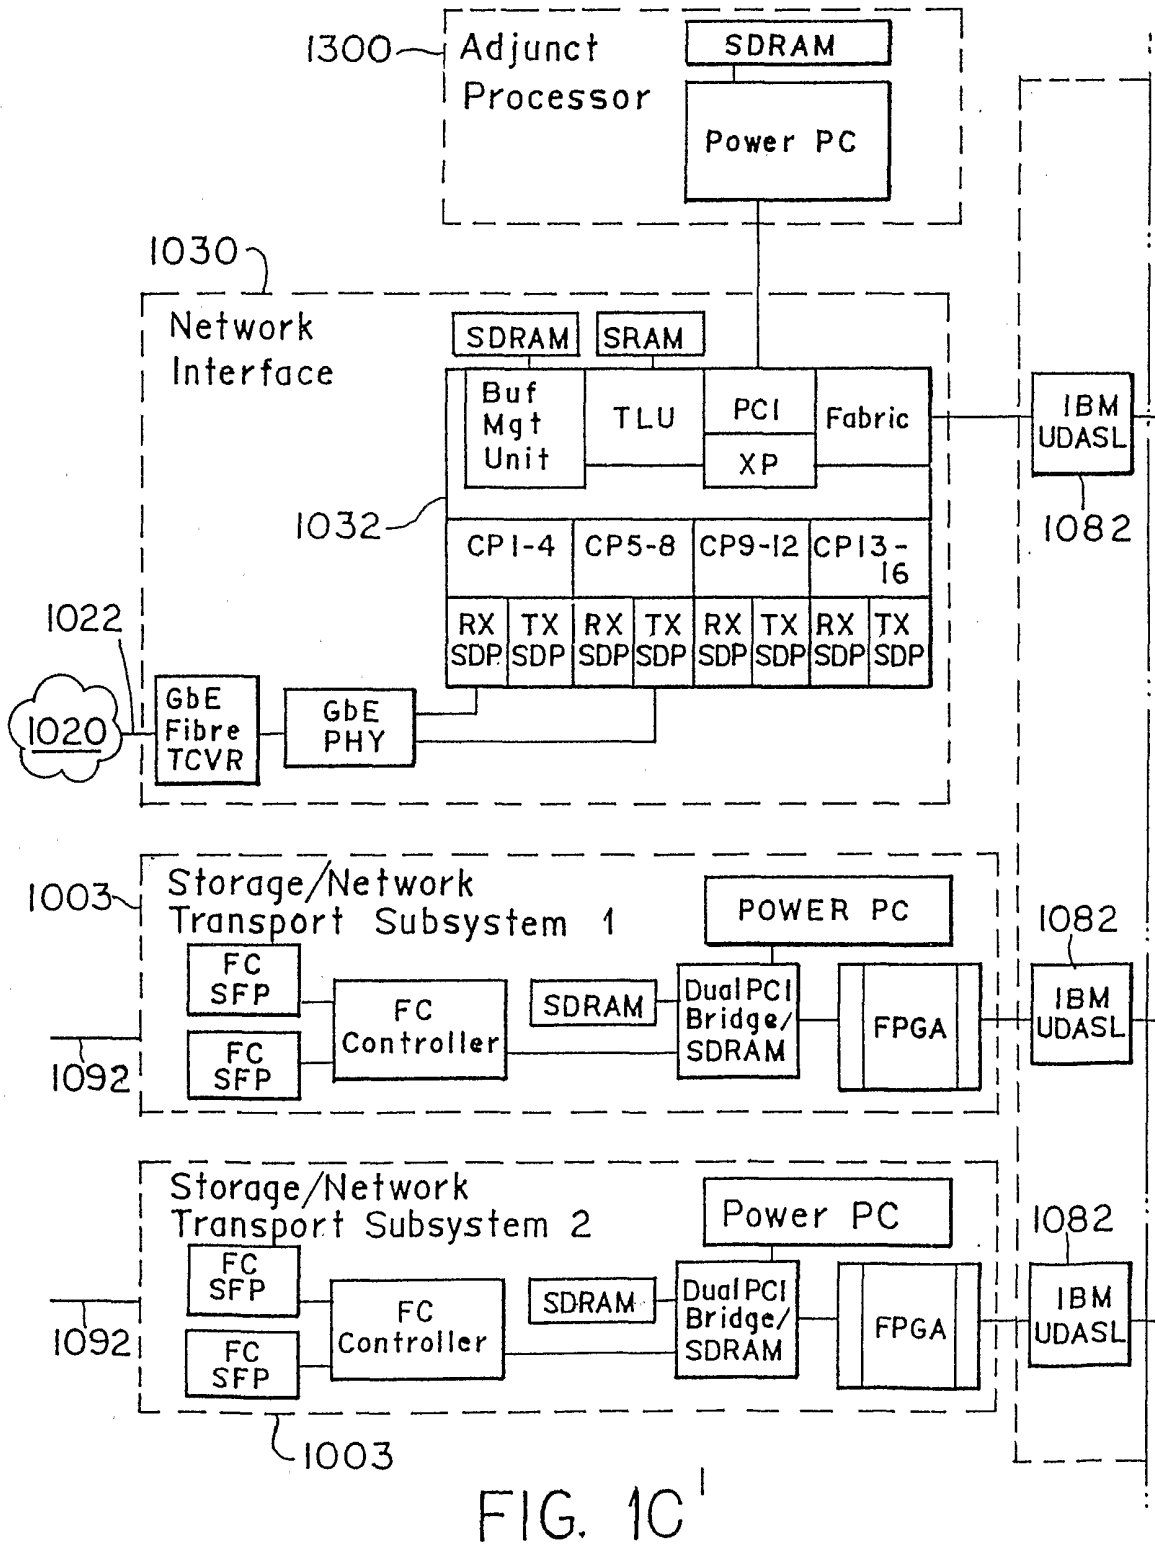 1300
Adjunct
Processor
SDRAM
Power PC
1030
Network
Interface
SDRAM
SRAM
Buf
Mgt
Unit
TLU
PCI
XP
Fabric
IBM
UDASL
1082
1032
CP1-4
CP5-8
CP9-12
CP13-
16
RX
SDP
TX
SDP
RX
SDP
TX
SDP
RX
SDP
TX
SDP
RX
SDP
TX
SDP
1022
1020
GbE
Fibre
TCVR
GbE
PHY
1003
Storage/Network
Transport Subsystem 1
POWER PC
1082
FC
SFP
FC
SFP
FC
Controller
SDRAM
Dual PCI
Bridge/
SDRAM
FPGA
IBM
UDASL
1092
Storage/Network
Transport Subsystem 2
Power PC
1082
FC
SFP
FC
SFP
FC
Controller
SDRAM
Dual PCI
Bridge/
SDRAM
FPGA
IBM
UDASL
1092
1003
FIG. 1C'